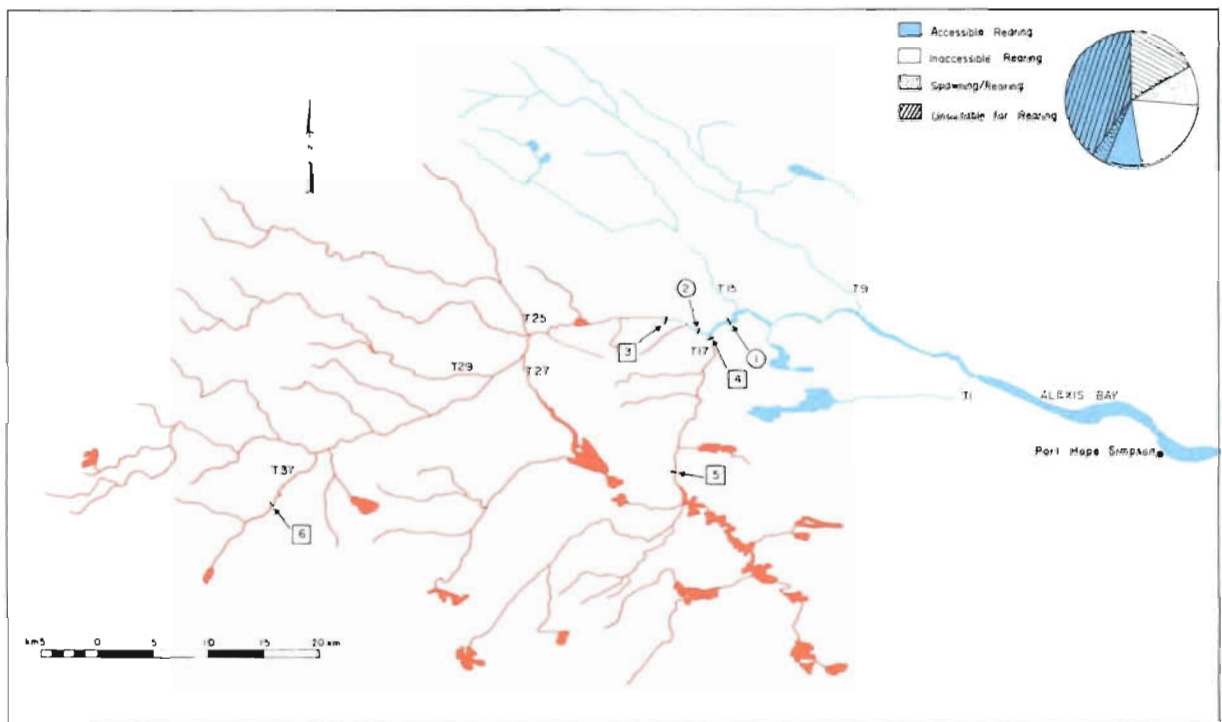 Accessible Rearing
Inaccessible Rearing
Spawning/Rearing
Unsuitable for Rearing
T15
T9
2
T25
3
T17
4
1
T29
T27
T1
ALEXIS BAY
Port Hope Simpson
T37
5
6
km5 0 5 10 15 20 km